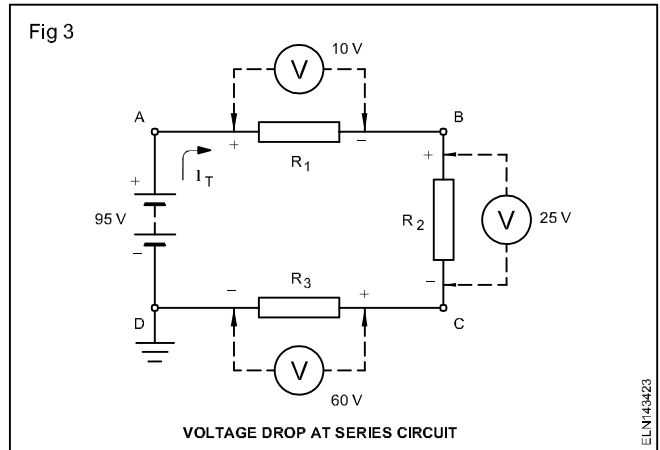 Fig 3
10 V
V
A
B
+
−
R1
IT
+
+
95 V
R2
V
25 V
−
−
R3
−
+
D
C
V
60 V
VOLTAGE DROP AT SERIES CIRCUIT
ELN143423